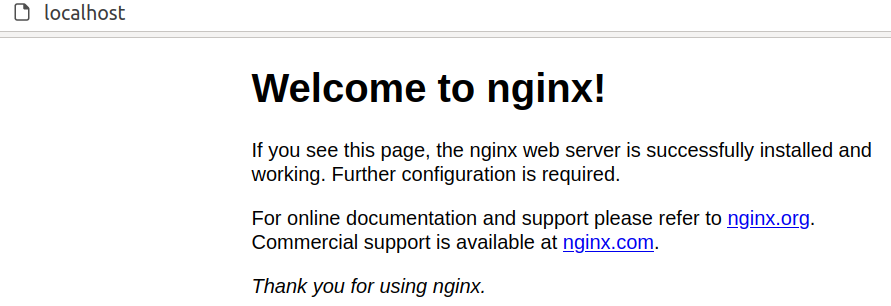 localhost
Welcome to nginx!
If you see this page, the nginx web server is successfully installed and
working. Further configuration is required.
For online documentation and support please refer to nginx.org.
Commercial support is available at nginx.com.
Thank you for using nginx.